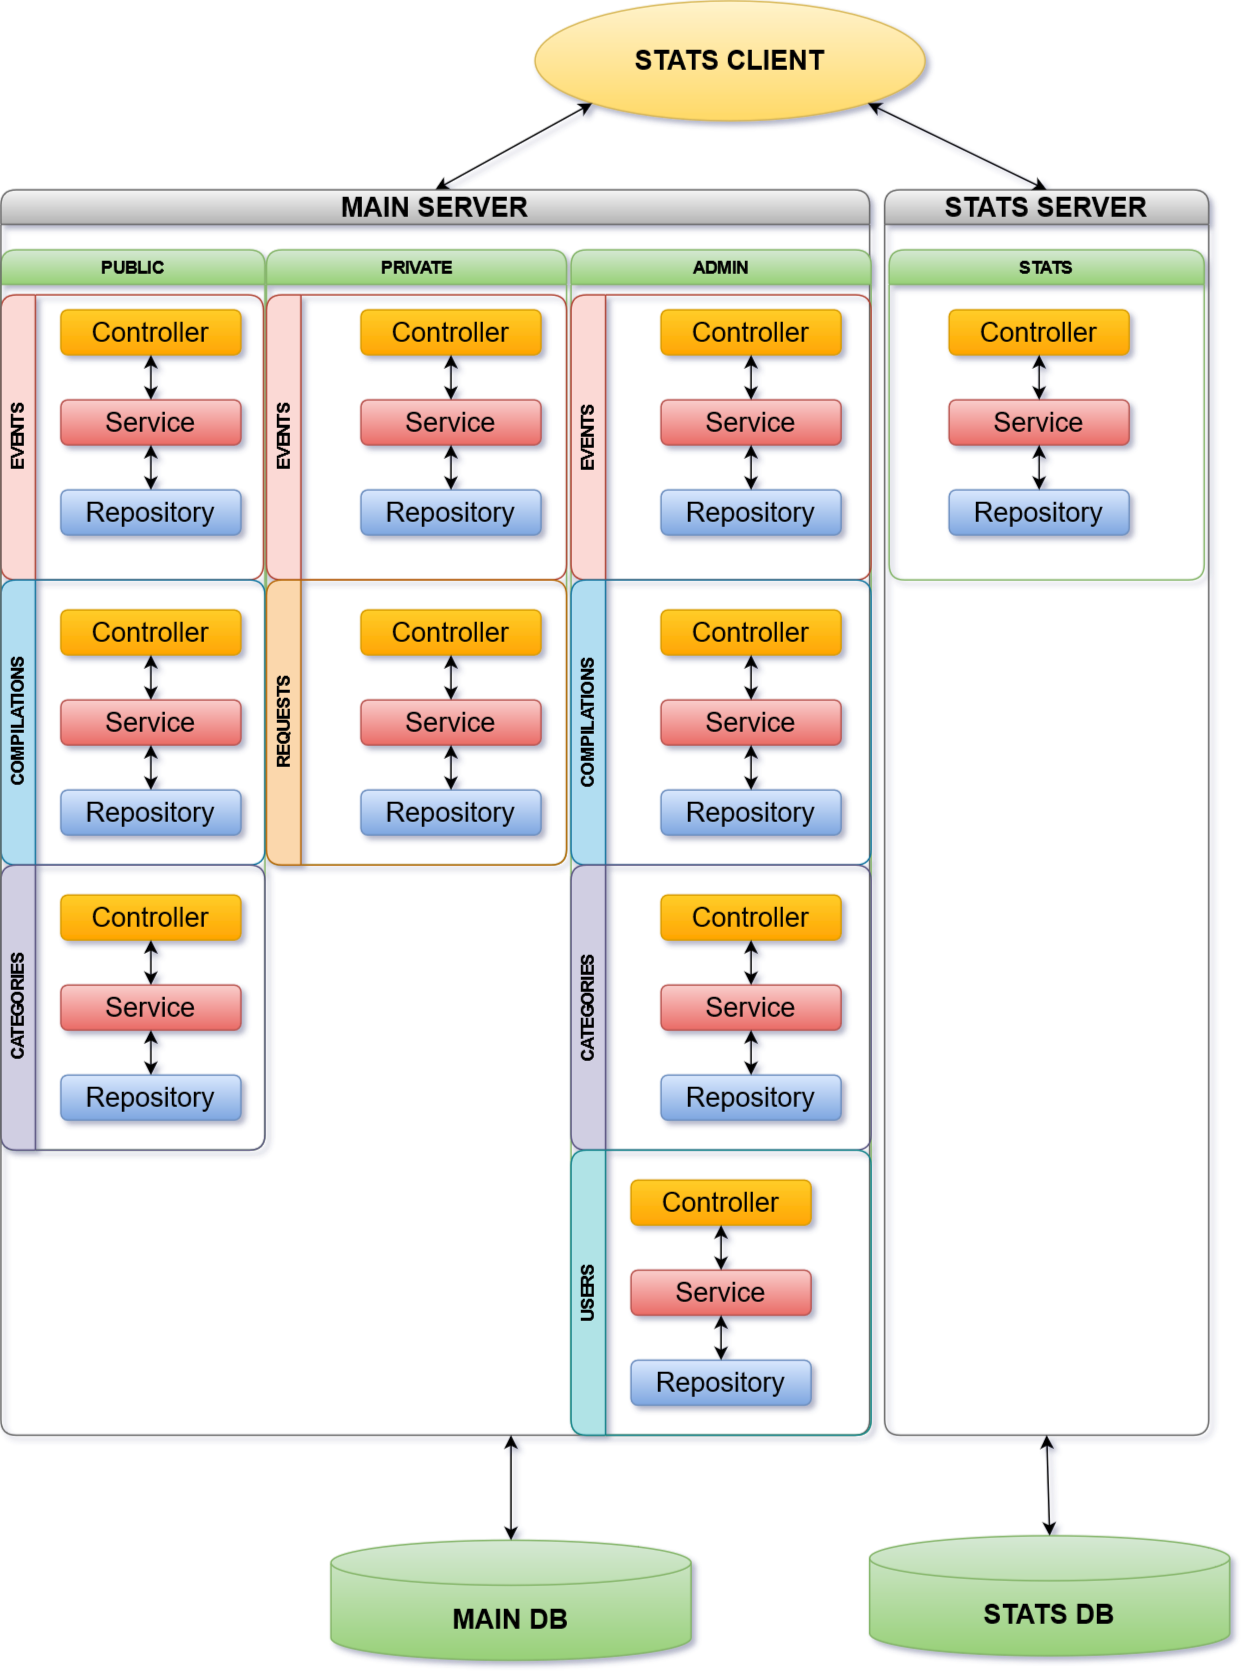 STATS CLIENT
MAIN SERVER
STATS SERVER
PUBLIC
PRIVATE
ADMIN
STATS
EVENTS
Controller
Service
Repository
EVENTS
Controller
Service
Repository
EVENTS
Controller
Service
Repository
Controller
Service
Repository
COMPILATIONS
Controller
Service
Repository
REQUESTS
Controller
Service
Repository
COMPILATIONS
Controller
Service
Repository
CATEGORIES
Controller
Service
Repository
CATEGORIES
Controller
Service
Repository
USERS
Controller
Service
Repository
MAIN DB
STATS DB